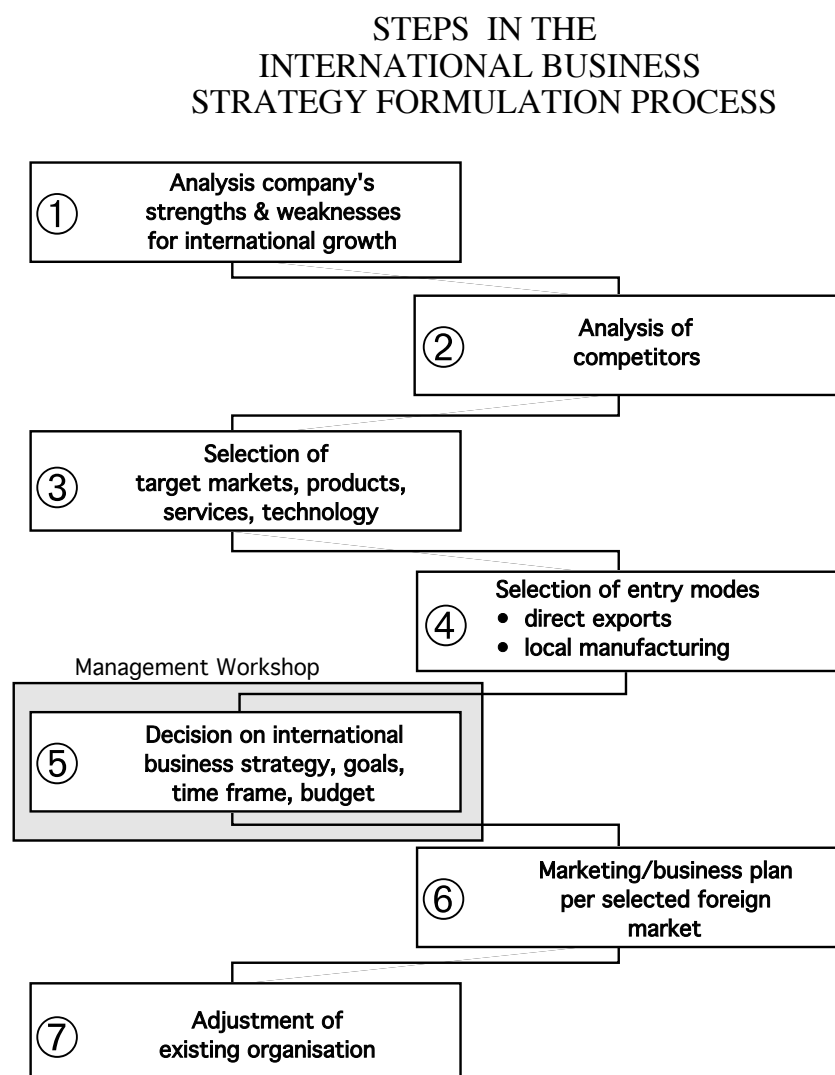 STEPS IN THE
INTERNATIONAL BUSINESS
STRATEGY FORMULATION PROCESS
① Analysis company's
strengths & weaknesses
for international growth
② Analysis of
competitors
③ Selection of
target markets, products,
services, technology
④ Selection of entry modes
• direct exports
• local manufacturing
Management Workshop
⑤ Decision on international
business strategy, goals,
time frame, budget
⑥ Marketing/business plan
per selected foreign
market
⑦ Adjustment of
existing organisation